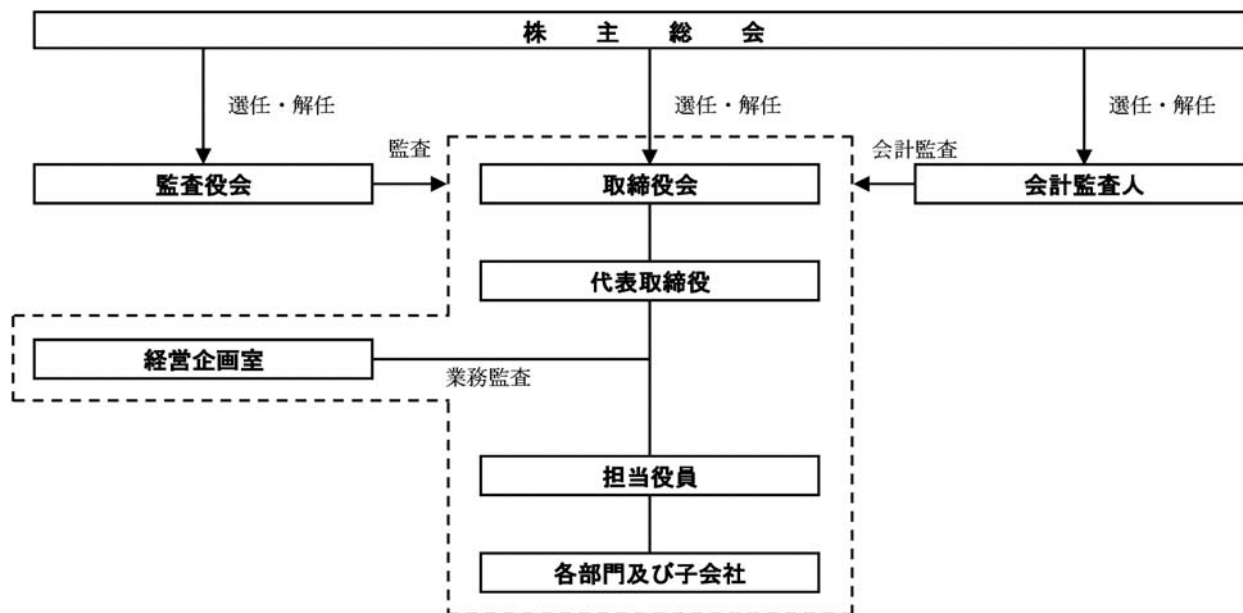 株　主　総　会
選任・解任
選任・解任
選任・解任
監査
会計監査
監査役会
取締役会
会計監査人
代表取締役
経営企画室
業務監査
担当役員
各部門及び子会社